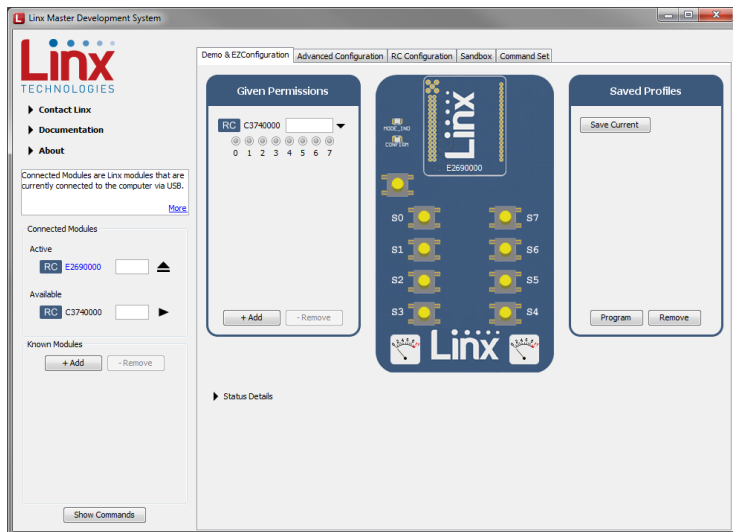 Linx Master Development System
Linx
TECHNOLOGIES
Contact Linx
Documentation
About
Connected Modules are Linx modules that are
currently connected to the computer via USB.
More
Connected Modules
Active
RC E2690000
Available
RC C3740000
Known Modules
+ Add - Remove
Show Commands
Demo & EZConfiguration Advanced Configuration RC Configuration Sandbox Command Set
Given Permissions
RC C3740000
0 1 2 3 4 5 6 7
+ Add - Remove
Linx
MODE_IND
CONFIRM
E2690000
S0 S7
S1 S6
S2 S5
S3 S4
Linx
Saved Profiles
Save Current
Program Remove
Status Details